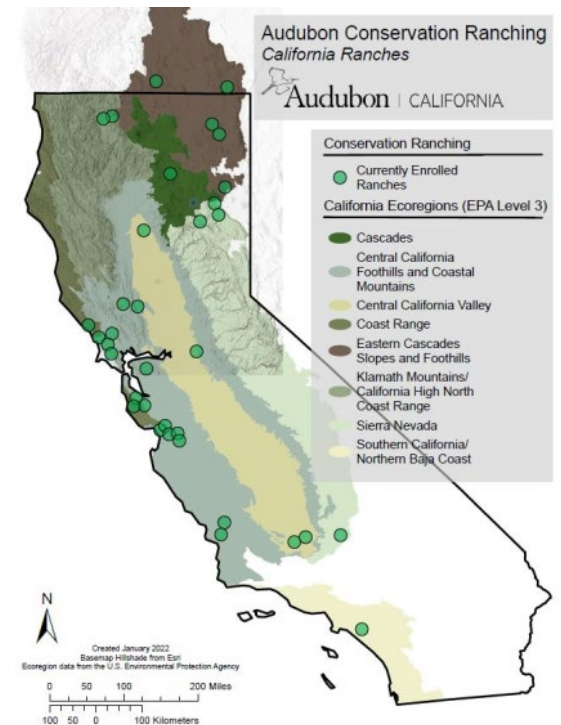 Audubon Conservation Ranching
California Ranches
Audubon | CALIFORNIA
Conservation Ranching
Currently Enrolled
Ranches
California Ecoregions (EPA Level 3)
Cascades
Central California
Foothills and Coastal
Mountains
Central California Valley
Coast Range
Eastern Cascades
Slopes and Foothills
Klamath Mountains/
California High North
Coast Range
Sierra Nevada
Southern California/
Northern Baja Coast
N
Created January 2022
Basemap Hillshade from Esri
Ecoregion data from the U.S. Environmental Protection Agency
0 50 100 200 Miles
100 50 0 100 Kilometers